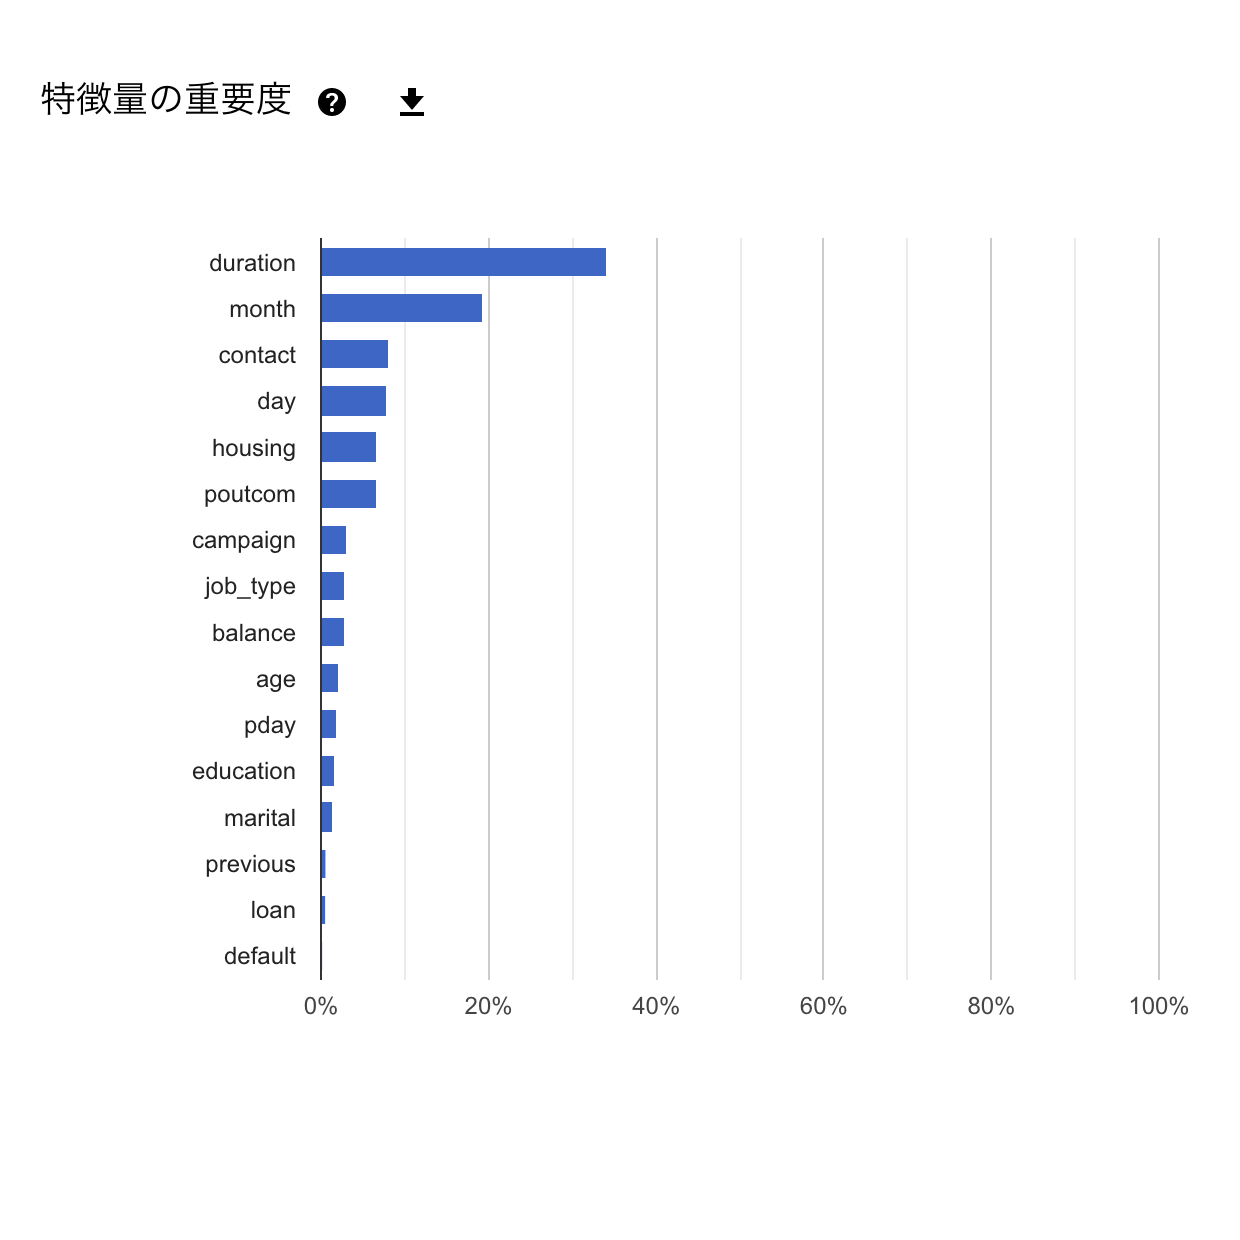 特徴量の重要度
duration
month
contact
day
housing
poutcom
campaign
job_type
balance
age
pday
education
marital
previous
loan
default
0% 20% 40% 60% 80% 100%